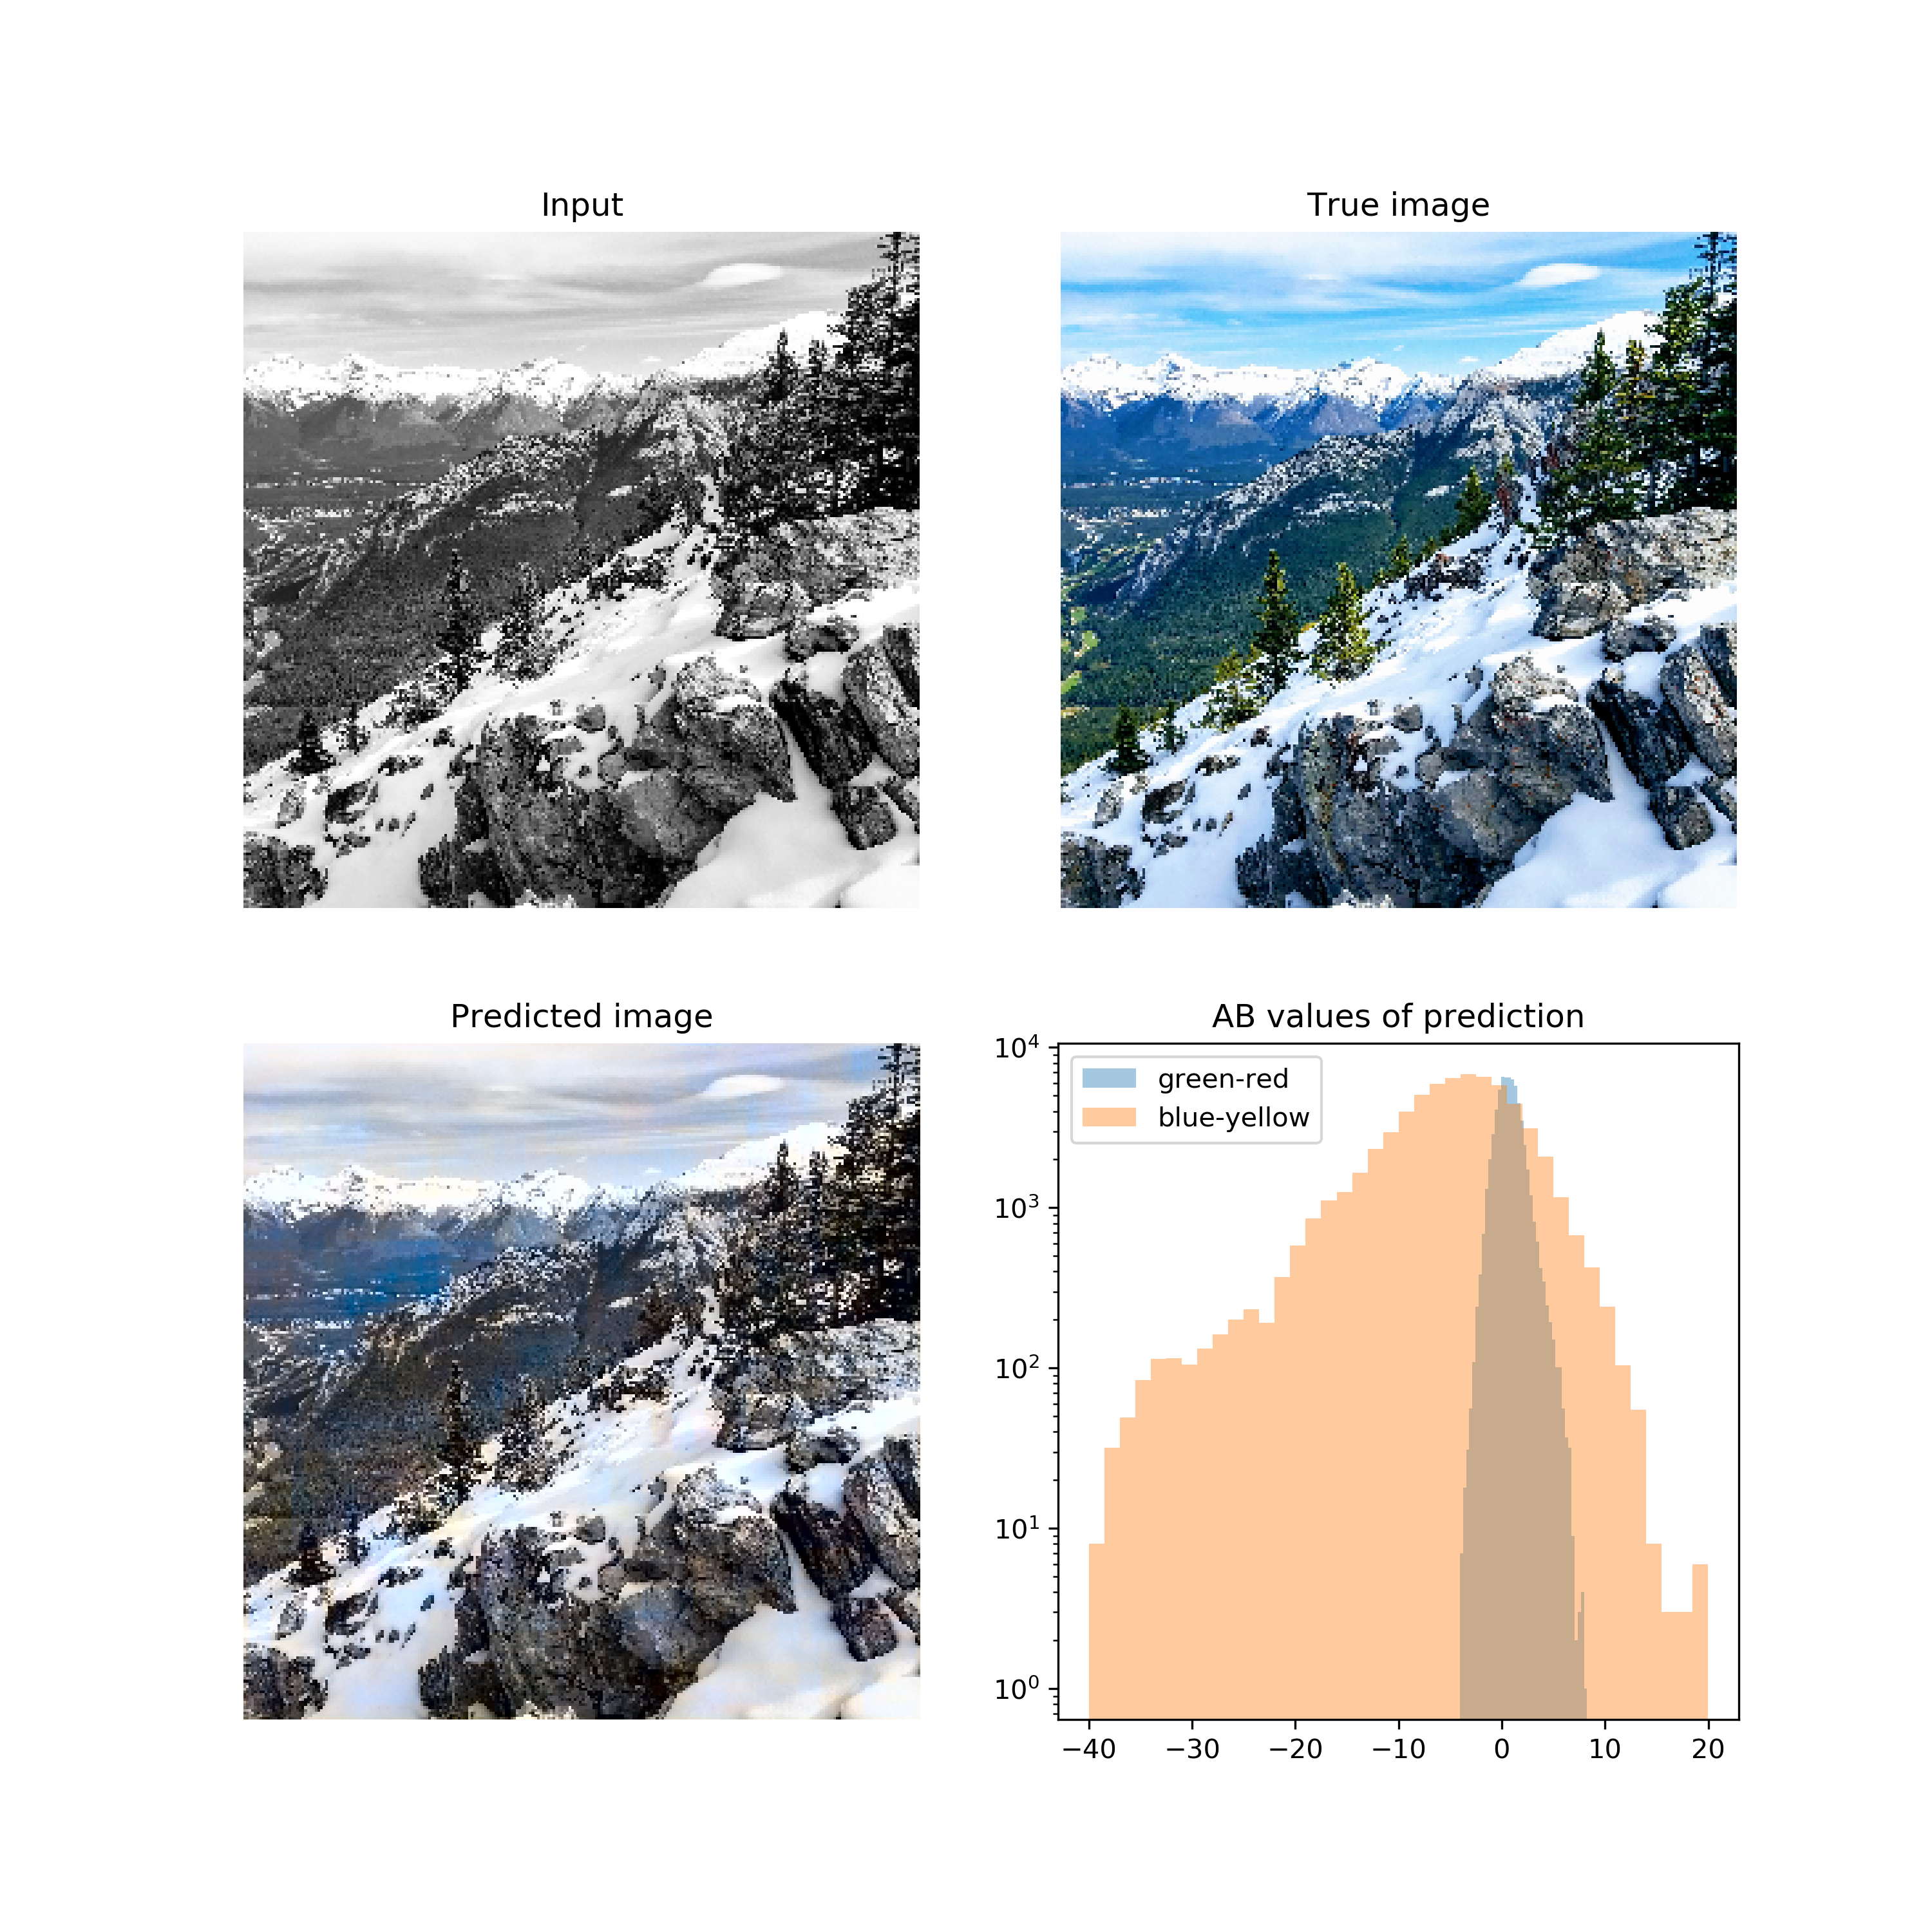 Input
True image
Predicted image
AB values of prediction
green-red
blue-yellow
10⁴
10³
10²
10¹
10⁰
−40 −30 −20 −10 0 10 20